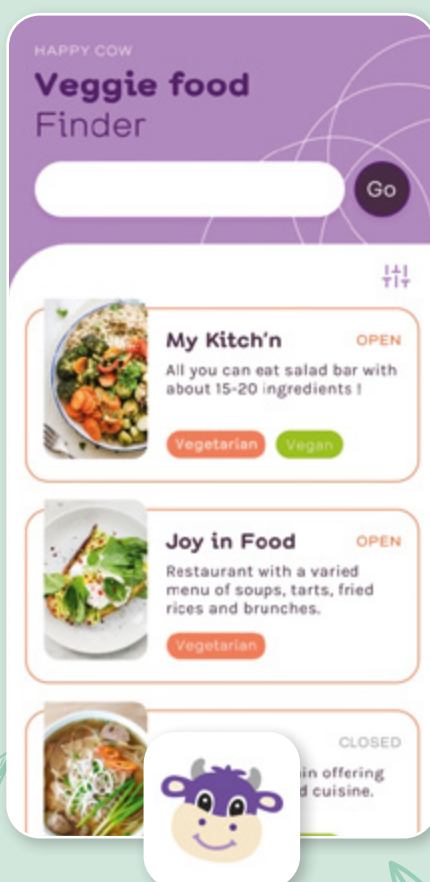 HAPPY COW
Veggie food
Finder
Go
My Kitch'n
OPEN
All you can eat salad bar with
about 15-20 ingredients !
Vegetarian
Vegan
Joy in Food
OPEN
Restaurant with a varied
menu of soups, tarts, fried
rices and brunches.
Vegetarian
CLOSED
offering
cuisine.